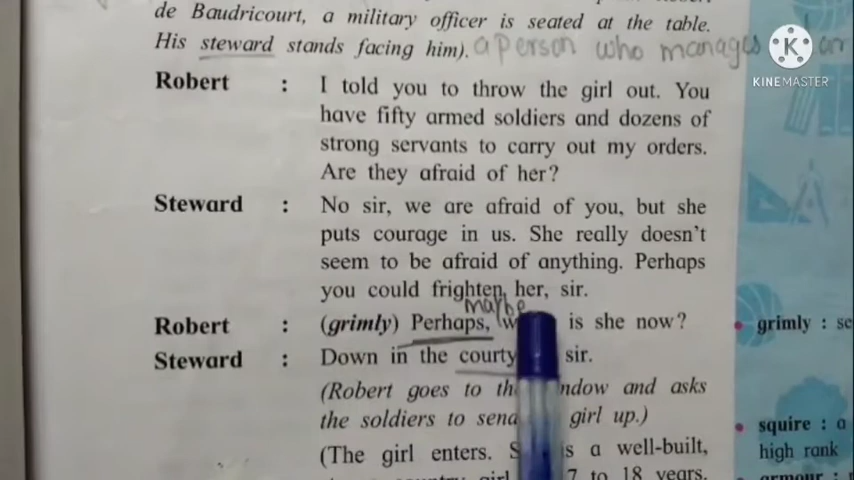 de Baudricourt, a military officer is seated at the table.
His steward stands facing him). a person who manages
K
KINEMASTER
Robert : I told you to throw the girl out. You
have fifty armed soldiers and dozens of
strong servants to carry out my orders.
Are they afraid of her?
Steward : No sir, we are afraid of you, but she
puts courage in us. She really doesn't
seem to be afraid of anything. Perhaps
you could frighten her, sir.
maybe
Robert : (grimly) Perhaps, is she now?
Steward : Down in the sir.
(Robert goes to and asks
the soldiers to girl up.)
(The girl enters. is a well-built,
to 18 years.
grimly :
squire : a
high rank
armour :